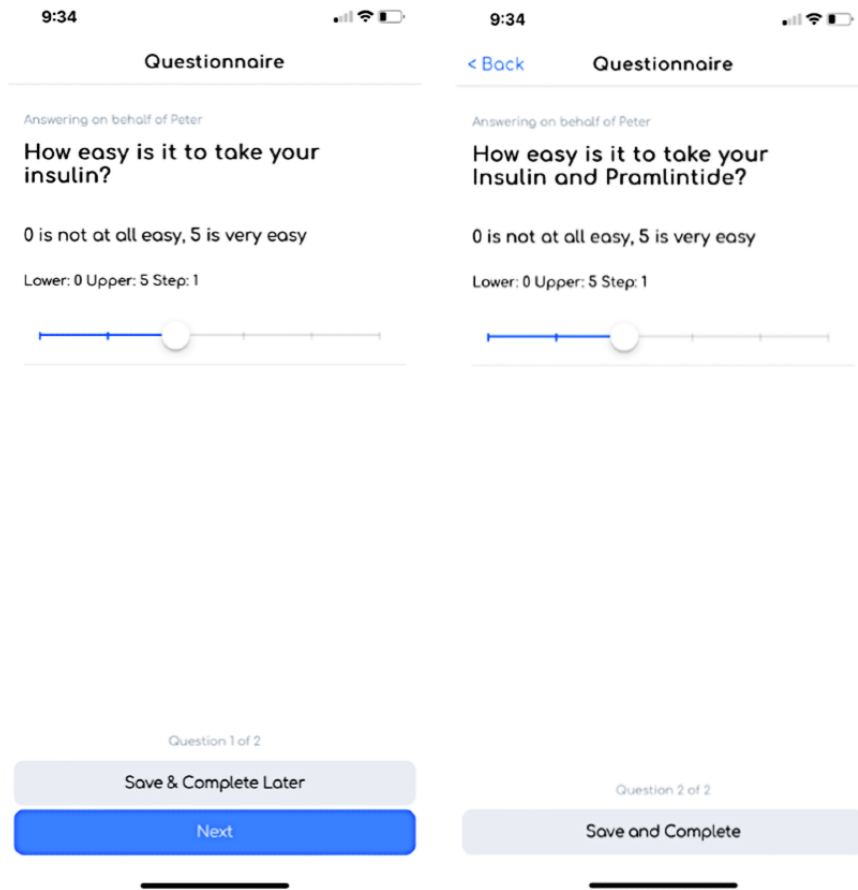 9:34
Questionnaire
Answering on behalf of Peter
How easy is it to take your
insulin?
0 is not at all easy, 5 is very easy
Lower: 0 Upper: 5 Step: 1
Question 1 of 2
Save & Complete Later
Next
9:34
< Back
Questionnaire
Answering on behalf of Peter
How easy is it to take your
Insulin and Pramlintide?
0 is not at all easy, 5 is very easy
Lower: 0 Upper: 5 Step: 1
Question 2 of 2
Save and Complete